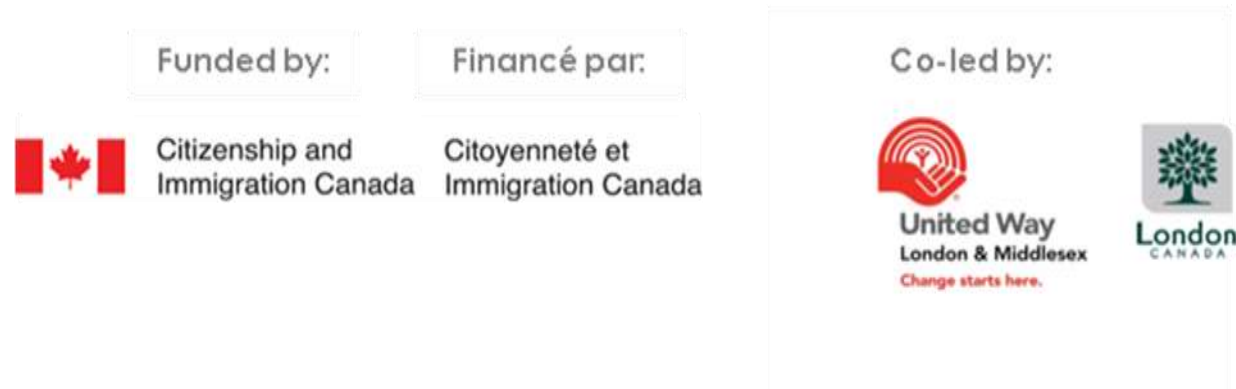 Funded by:
Financé par:
Co-led by:
Citizenship and
Immigration Canada
Citoyenneté et
Immigration Canada
United Way
London & Middlesex
Change starts here.
London
CANADA